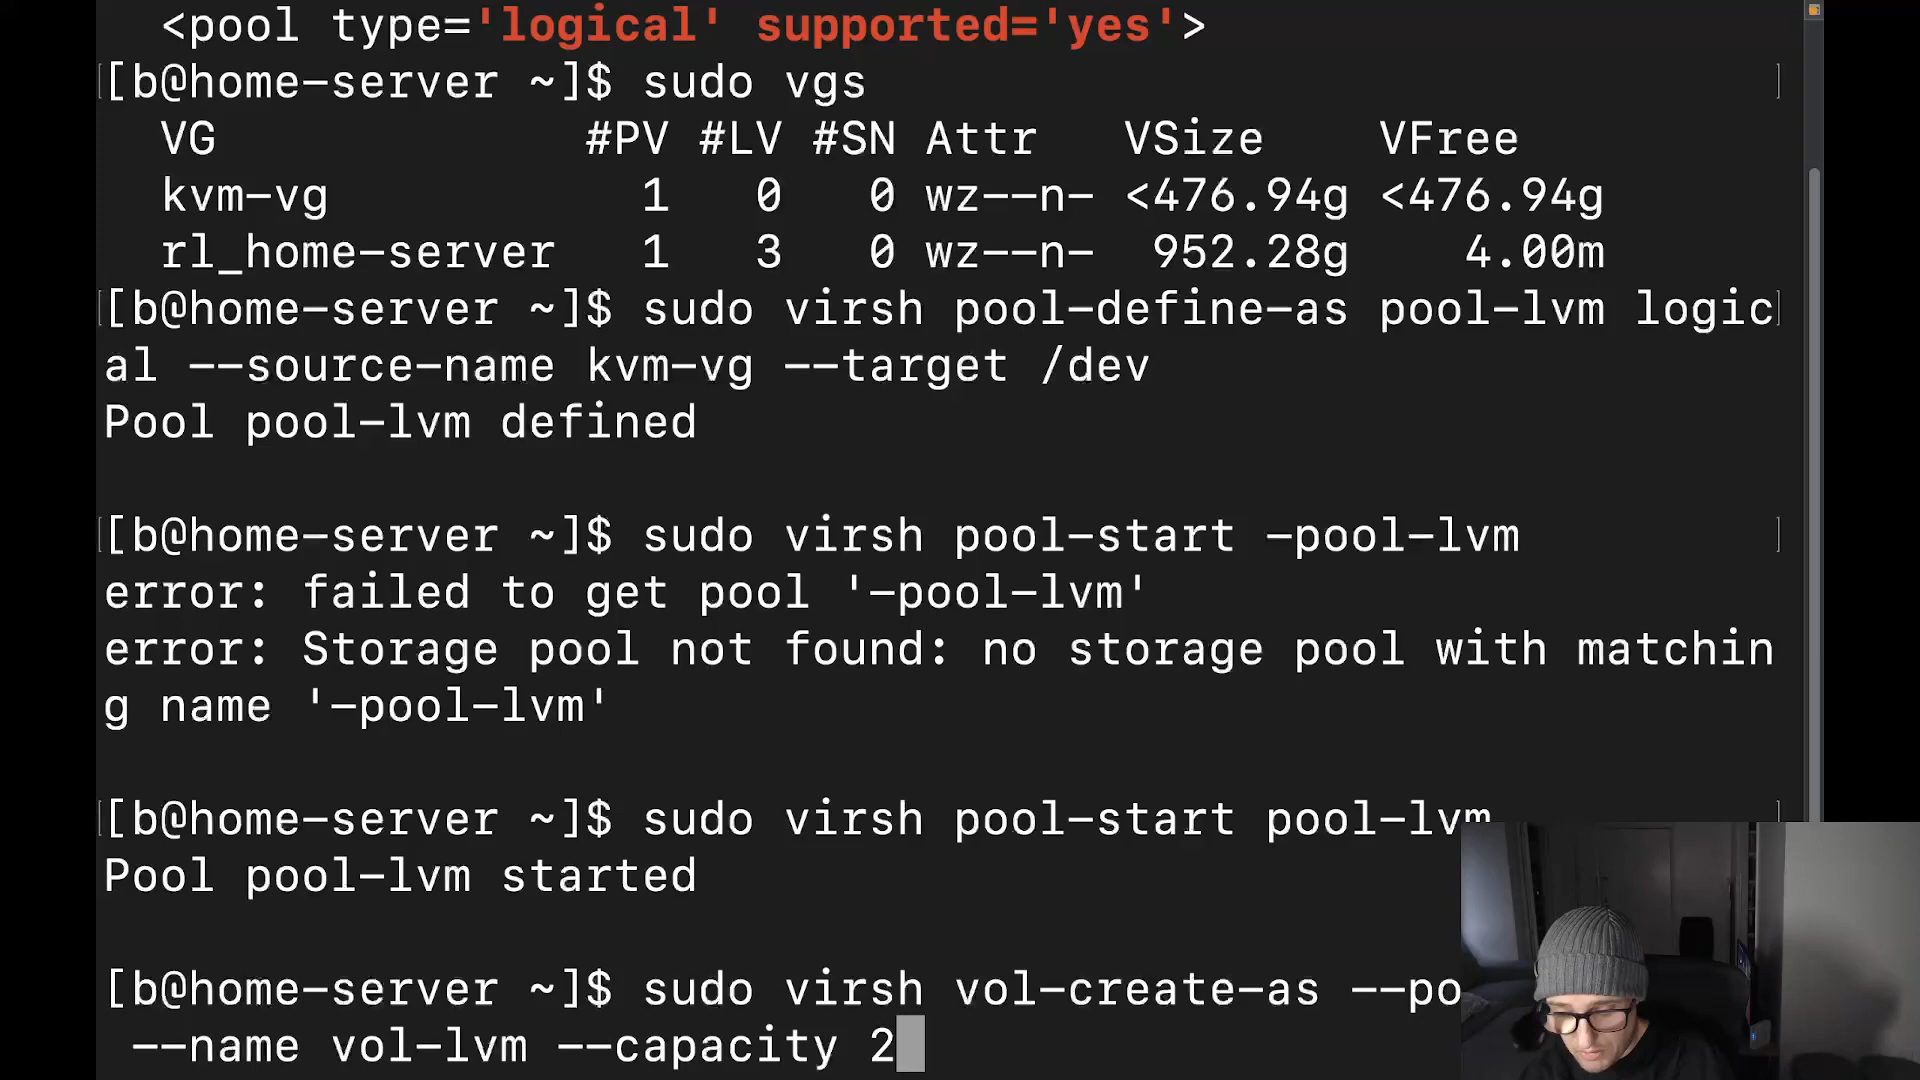 <pool type='logical' supported='yes'>
[b@home-server ~]$ sudo vgs
VG #PV #LV #SN Attr VSize VFree
kvm-vg 1 0 0 wz--n- <476.94g <476.94g
rl_home-server 1 3 0 wz--n- 952.28g 4.00m
[b@home-server ~]$ sudo virsh pool-define-as pool-lvm logic
al --source-name kvm-vg --target /dev
Pool pool-lvm defined
[b@home-server ~]$ sudo virsh pool-start -pool-lvm
error: failed to get pool '-pool-lvm'
error: Storage pool not found: no storage pool with matchin
g name '-pool-lvm'
[b@home-server ~]$ sudo virsh pool-start pool-lvm
Pool pool-lvm started
[b@home-server ~]$ sudo virsh vol-create-as --po
--name vol-lvm --capacity 2